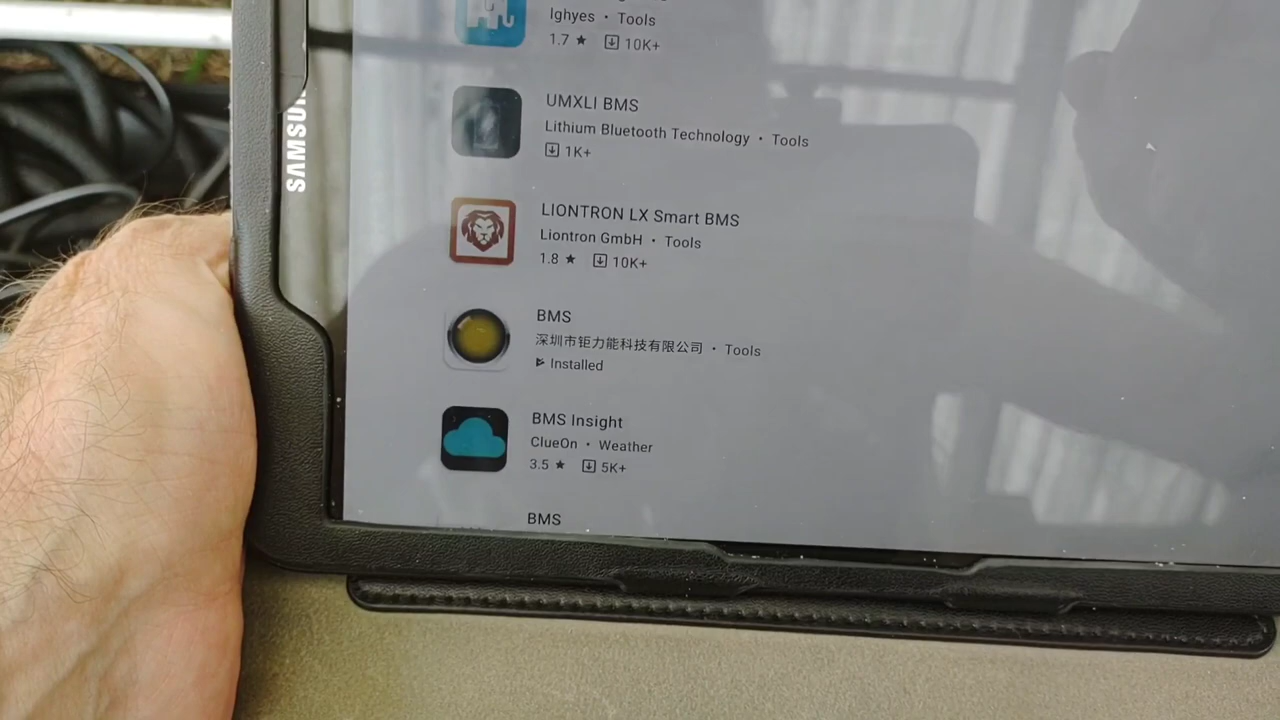 Ighyes • Tools
1.7 ★ 10K+
UMXLI BMS
Lithium Bluetooth Technology • Tools
1K+
LIONTRON LX Smart BMS
Liontron GmbH • Tools
1.8 ★ 10K+
BMS
深圳市钜力能科技有限公司 • Tools
Installed
BMS Insight
ClueOn • Weather
3.5 ★ 5K+
BMS
SAMSUN